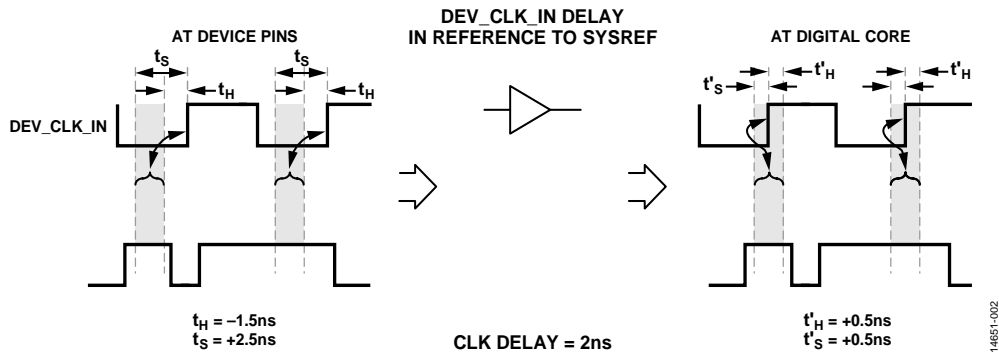 DEV_CLK_IN DELAY
IN REFERENCE TO SYSREF
AT DEVICE PINS
AT DIGITAL CORE
tS
tS
tH
tH
t'H
t'H
t'S
DEV_CLK_IN
tH = –1.5ns
tS = +2.5ns
CLK DELAY = 2ns
t'H = +0.5ns
t'S = +0.5ns
14651-002